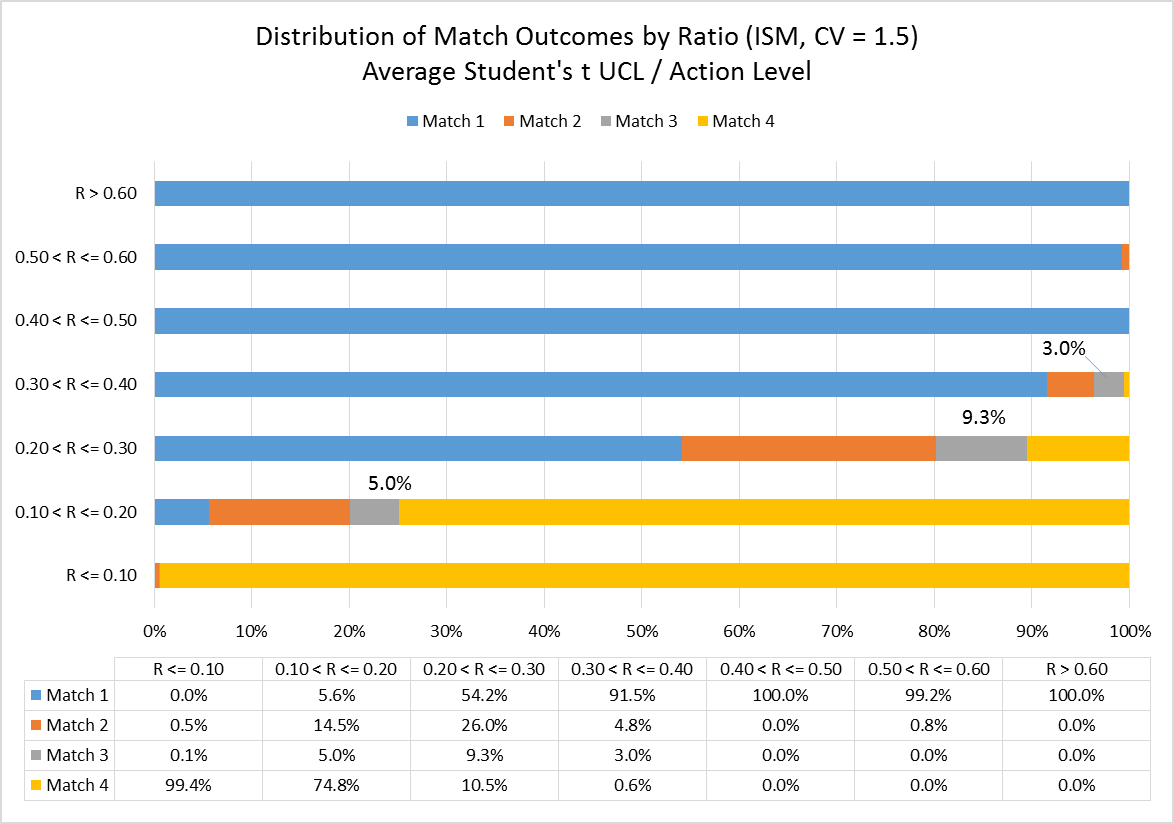 Distribution of Match Outcomes by Ratio (ISM, CV = 1.5)
Average Student's t UCL / Action Level
Match 1 Match 2 Match 3 Match 4
R > 0.60
0.50 < R <= 0.60
0.40 < R <= 0.50
3.0%
0.30 < R <= 0.40
9.3%
0.20 < R <= 0.30
5.0%
0.10 < R <= 0.20
R <= 0.10
0% 10% 20% 30% 40% 50% 60% 70% 80% 90% 100%
R <= 0.10 0.10 < R <= 0.20 0.20 < R <= 0.30 0.30 < R <= 0.40 0.40 < R <= 0.50 0.50 < R <= 0.60 R > 0.60
Match 1 0.0% 5.6% 54.2% 91.5% 100.0% 99.2% 100.0%
Match 2 0.5% 14.5% 26.0% 4.8% 0.0% 0.8% 0.0%
Match 3 0.1% 5.0% 9.3% 3.0% 0.0% 0.0% 0.0%
Match 4 99.4% 74.8% 10.5% 0.6% 0.0% 0.0% 0.0%